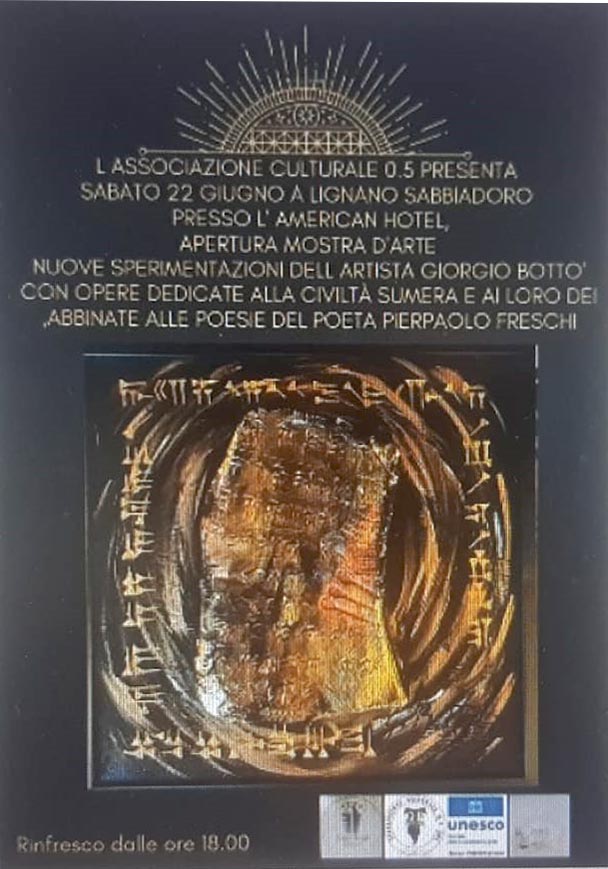 L ASSOCIAZIONE CULTURALE 0.5 PRESENTA
SABATO 22 GIUGNO A LIGNANO SABBIADORO
PRESSO L' AMERICAN HOTEL,
APERTURA MOSTRA D'ARTE
NUOVE SPERIMENTAZIONI DELL ARTISTA GIORGIO BOTTO'
CON OPERE DEDICATE ALLA CIVILTÀ SUMERA E AI LORO DEI
,ABBINATE ALLE POESIE DEL POETA PIERPAOLO FRESCHI
unesco
Rinfresco dalle ore 18.00